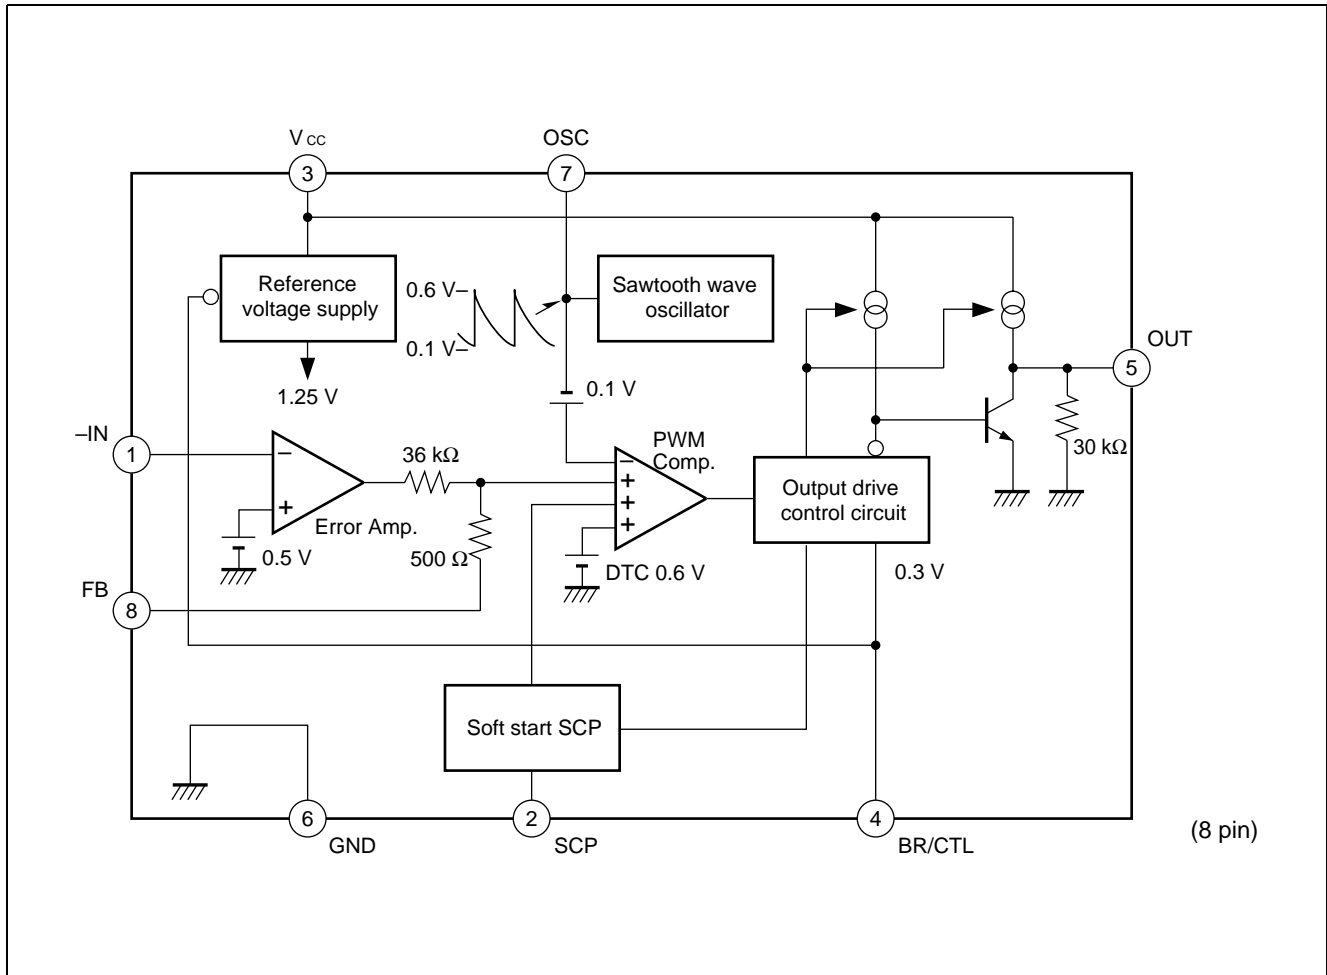 VCC
OSC
3
7
Reference
voltage supply
0.6 V–
0.1 V–
Sawtooth wave
oscillator
1.25 V
0.1 V
OUT
5
–IN
1
–
+
Error Amp.
0.5 V
36 kΩ
500 Ω
PWM
Comp.
–
+
+
+
DTC 0.6 V
Output drive
control circuit
30 kΩ
0.3 V
FB
8
Soft start SCP
6
GND
2
SCP
4
BR/CTL
(8 pin)